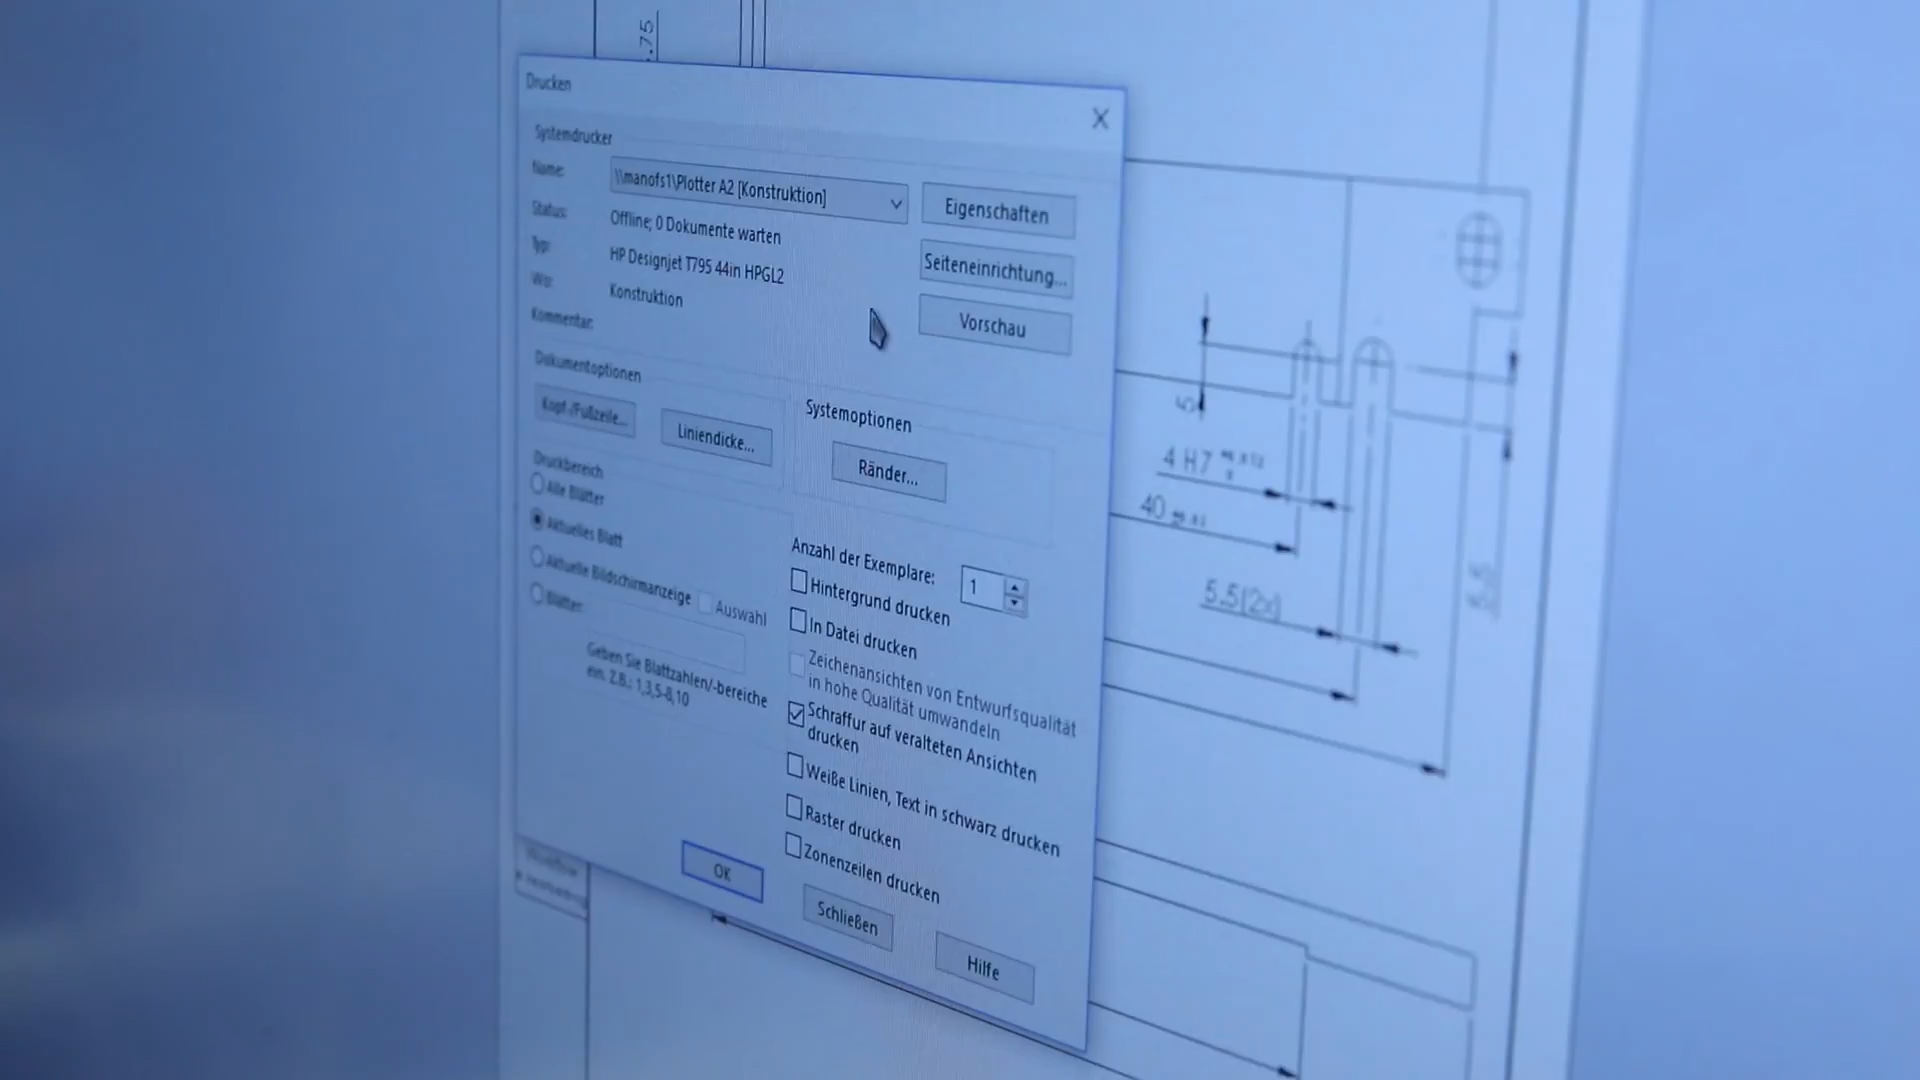 .75
Drucken
Systemdrucker
Name:
\\manofs1\Plotter A2 [Konstruktion]
Eigenschaften
Status:
Offline; 0 Dokumente warten
Seiteneinrichtung...
Typ:
HP Designjet T795 44in HPGL2
Wo:
Konstruktion
Vorschau
Kommentar:
Dokumentoptionen
Kopf-/Fußzeile...
Liniendicke...
Systemoptionen
Ränder...
Druckbereich
Alle Blätter
Aktuelles Blatt
Aktuelle Bildschirmanzeige
Auswahl
Blätter:
Geben Sie Blattzahlen/-bereiche
ein. Z.B.: 1,3,5-8,10
Anzahl der Exemplare:
1
Hintergrund drucken
In Datei drucken
Zeichenansichten von Entwurfsqualität
in hohe Qualität umwandeln
Schraffur auf veralteten Ansichten
drucken
Weiße Linien, Text in schwarz drucken
Raster drucken
Zonenzeilen drucken
OK
Schließen
Hilfe
5
4 H7
40
5.5(2x)